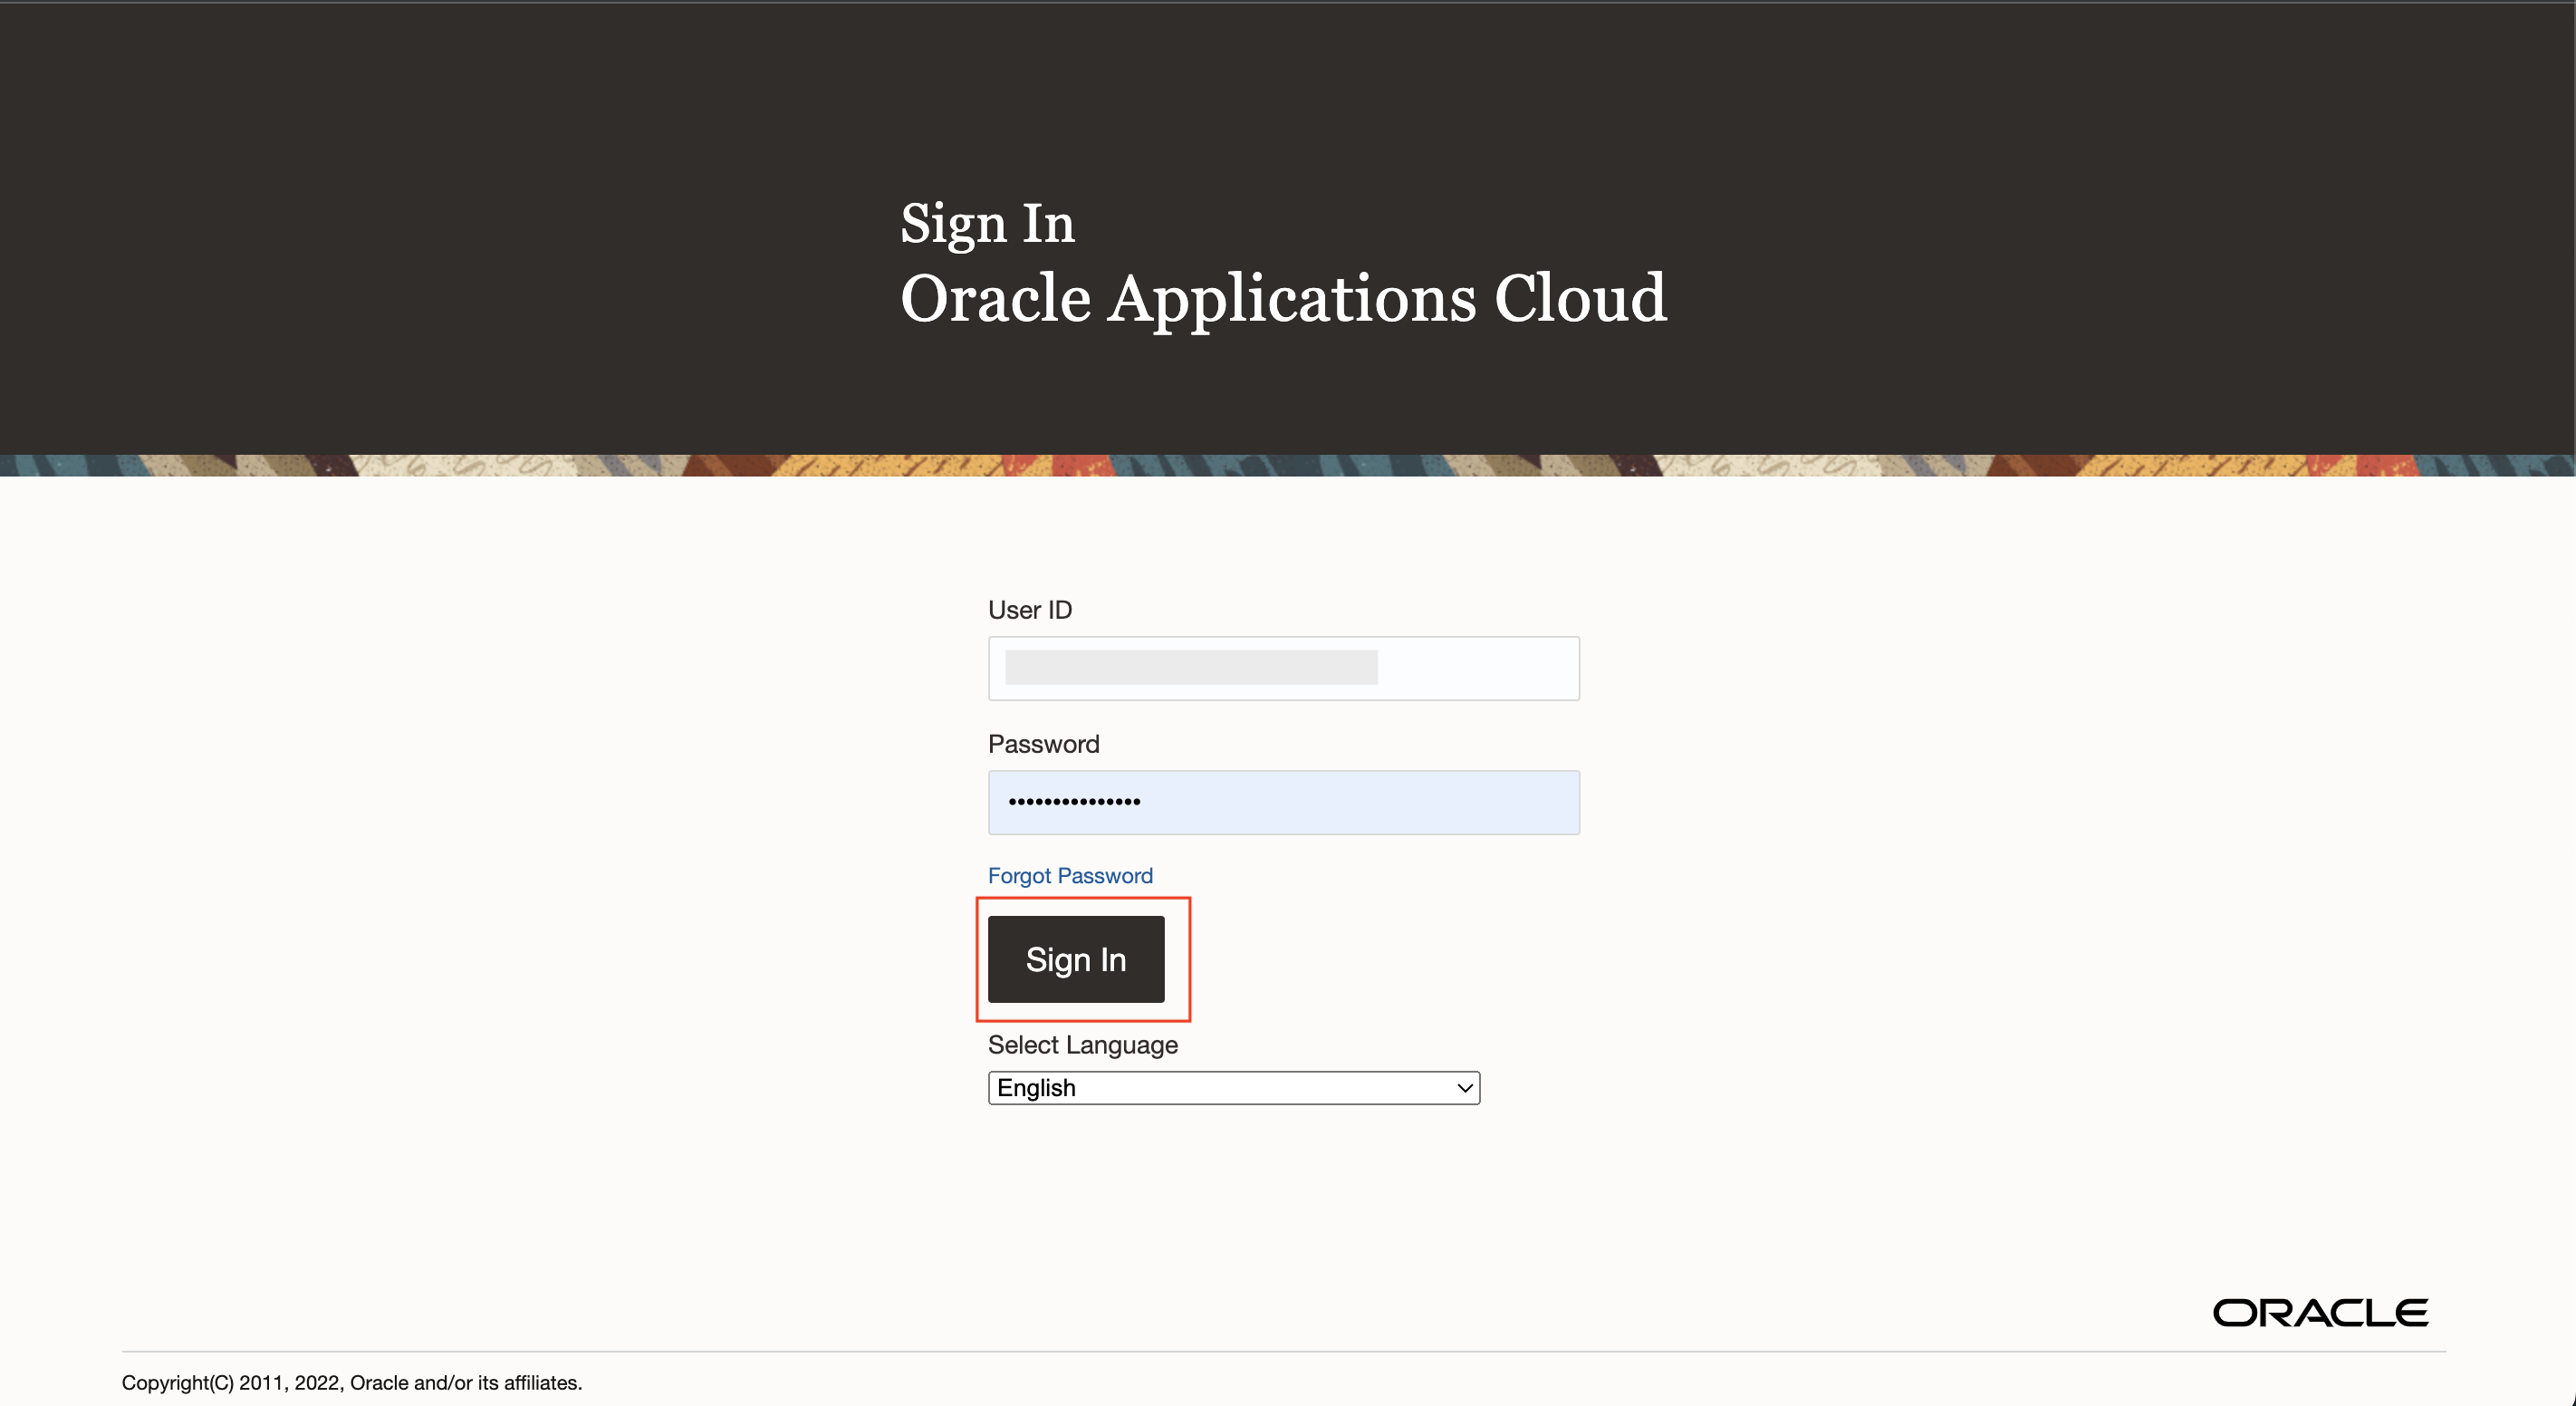 Sign In
Oracle Applications Cloud
User ID
Password
•••••••••••••••
Forgot Password
Sign In
Select Language
English
ORACLE
Copyright(C) 2011, 2022, Oracle and/or its affiliates.